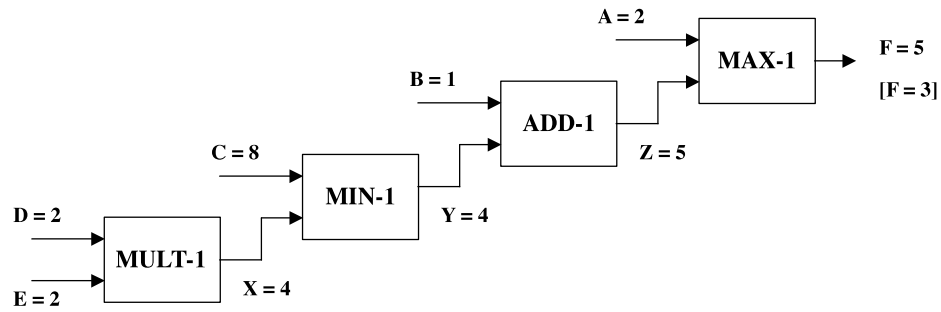 A = 2
MAX-1
F = 5
[F = 3]
B = 1
ADD-1
Z = 5
C = 8
MIN-1
Y = 4
D = 2
MULT-1
X = 4
E = 2